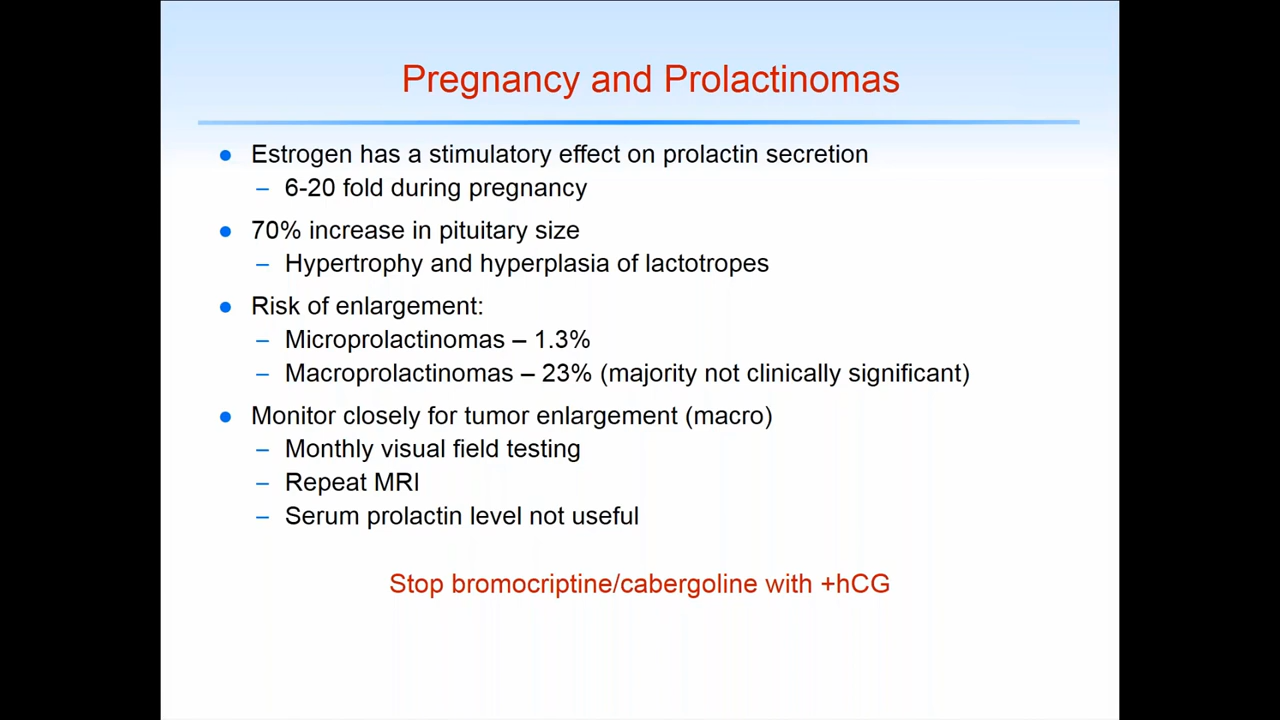 Pregnancy and Prolactinomas
● Estrogen has a stimulatory effect on prolactin secretion
– 6-20 fold during pregnancy
● 70% increase in pituitary size
– Hypertrophy and hyperplasia of lactotropes
● Risk of enlargement:
– Microprolactinomas – 1.3%
– Macroprolactinomas – 23% (majority not clinically significant)
● Monitor closely for tumor enlargement (macro)
– Monthly visual field testing
– Repeat MRI
– Serum prolactin level not useful
Stop bromocriptine/cabergoline with +hCG